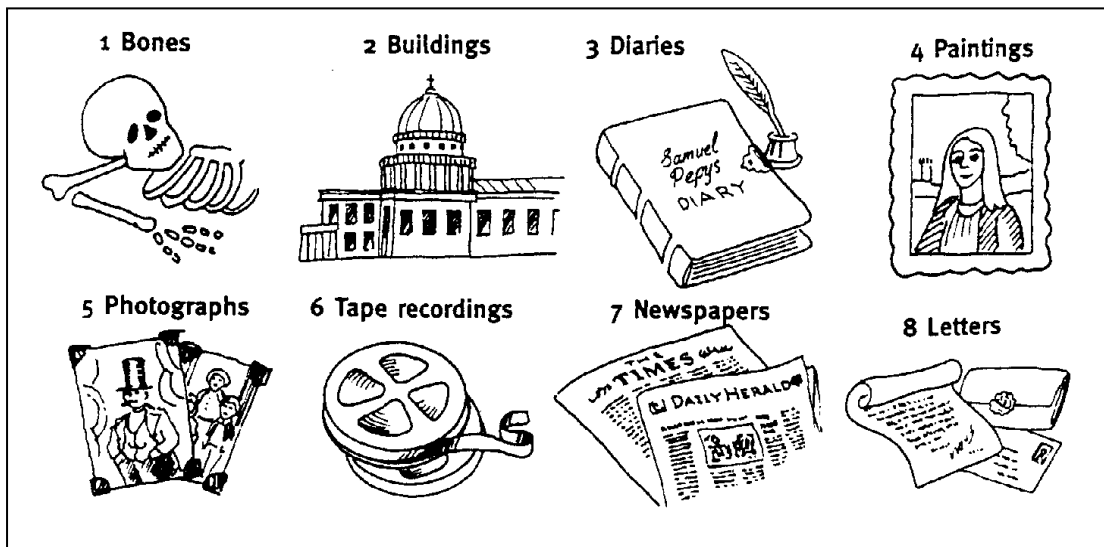 1 Bones
2 Buildings
3 Diaries
4 Paintings
Samuel
Pepys
DIARY
5 Photographs
6 Tape recordings
7 Newspapers
8 Letters
THE
TIMES
DAILY HERALD